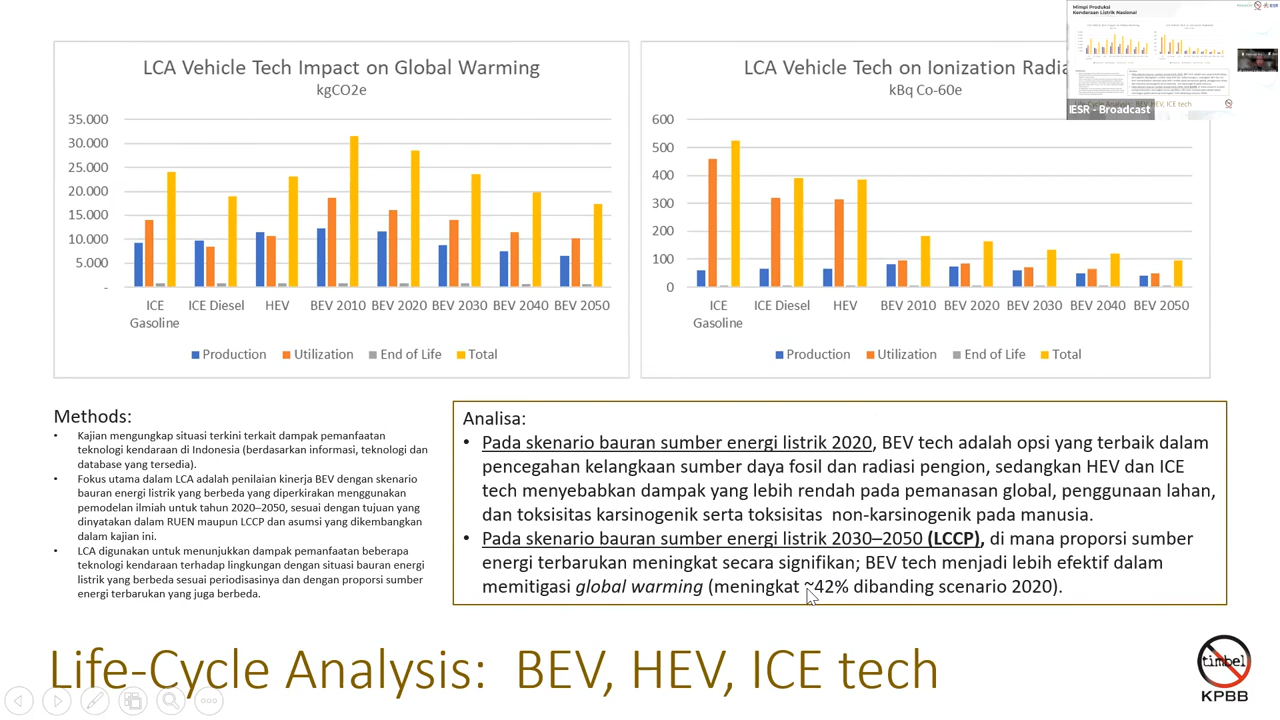 Mimpi Produksi
Kendaraan Listrik Nasional
IESR
IESR - Broadcast
LCA Vehicle Tech Impact on Global Warming
kgCO2e
35.000
30.000
25.000
20.000
15.000
10.000
5.000
-
ICE Gasoline
ICE Diesel
HEV
BEV 2010
BEV 2020
BEV 2030
BEV 2040
BEV 2050
Production
Utilization
End of Life
Total
LCA Vehicle Tech on Ionization Radia
kBq Co-60e
600
500
400
300
200
100
0
ICE Gasoline
ICE Diesel
HEV
BEV 2010
BEV 2020
BEV 2030
BEV 2040
BEV 2050
Production
Utilization
End of Life
Total
Methods:
• Kajian mengungkap situasi terkini terkait dampak pemanfaatan
teknologi kendaraan di Indonesia (berdasarkan informasi, teknologi dan
database yang tersedia).
• Fokus utama dalam LCA adalah penilaian kinerja BEV dengan skenario
bauran energi listrik yang berbeda yang diperkirakan menggunakan
pemodelan ilmiah untuk tahun 2020–2050, sesuai dengan tujuan yang
dinyatakan dalam RUEN maupun LCCP dan asumsi yang dikembangkan
dalam kajian ini.
• LCA digunakan untuk menunjukkan dampak pemanfaatan beberapa
teknologi kendaraan terhadap lingkungan dengan situasi bauran energi
listrik yang berbeda sesuai periodisasinya dan dengan proporsi sumber
energi terbarukan yang juga berbeda.
Analisa:
• Pada skenario bauran sumber energi listrik 2020, BEV tech adalah opsi yang terbaik dalam
pencegahan kelangkaan sumber daya fosil dan radiasi pengion, sedangkan HEV dan ICE
tech menyebabkan dampak yang lebih rendah pada pemanasan global, penggunaan lahan,
dan toksisitas karsinogenik serta toksisitas non-karsinogenik pada manusia.
• Pada skenario bauran sumber energi listrik 2030–2050 (LCCP), di mana proporsi sumber
energi terbarukan meningkat secara signifikan; BEV tech menjadi lebih efektif dalam
memitigasi global warming (meningkat ~42% dibanding scenario 2020).
Life-Cycle Analysis: BEV, HEV, ICE tech
timbel
KPBB